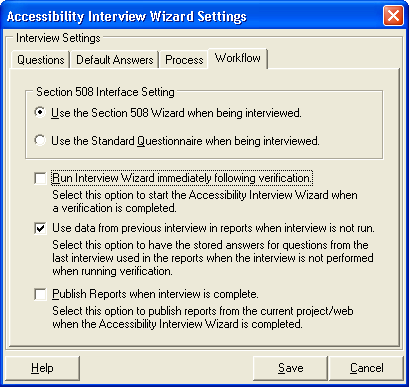 Accessibility Interview Wizard Settings
Interview Settings
Questions Default Answers Process Workflow
Section 508 Interface Setting
Use the Section 508 Wizard when being interviewed.
Use the Standard Questionnaire when being interviewed.
Run Interview Wizard immediately following verification.
Select this option to start the Accessibility Interview Wizard when
a verification is completed.
Use data from previous interview in reports when interview is not run.
Select this option to have the stored answers for questions from the
last interview used in the reports when the interview is not performed
when running verification.
Publish Reports when interview is complete.
Select this option to publish reports from the current project/web
when the Accessibility Interview Wizard is completed.
Help Save Cancel